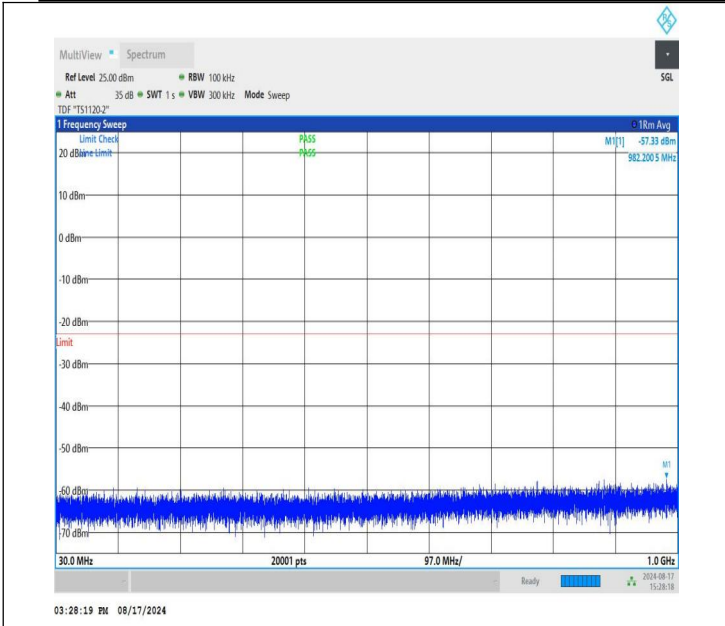 MultiView Spectrum
Ref Level 25.00 dBm RBW 100 kHz SGL
Att 35 dB SWT 1 s VBW 300 kHz Mode Sweep
TDF "TS1120-2"
1 Frequency Sweep 1Rm Avg
Limit Check PASS M1[1] -57.33 dBm
20 dBm Line Limit PASS 982.200 5 MHz
10 dBm
0 dBm
-10 dBm
-20 dBm
Limit
-30 dBm
-40 dBm
-50 dBm
M1
-60 dBm
-70 dBm
30.0 MHz 20001 pts 97.0 MHz/ 1.0 GHz
Ready 2024-08-17
15:28:18
03:28:19 PM 08/17/2024